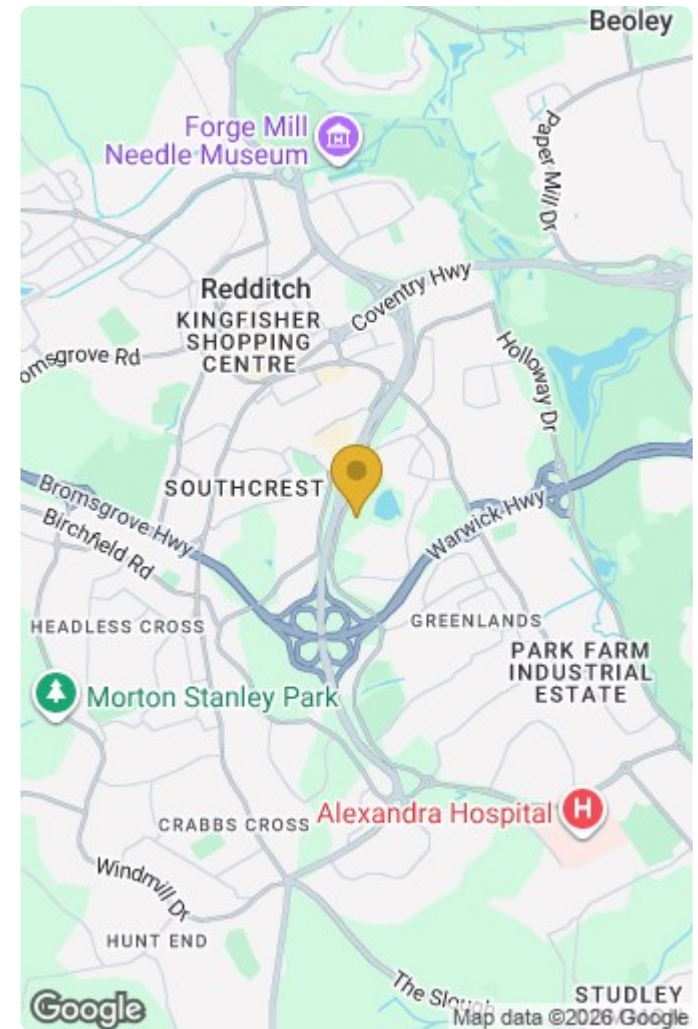 Beoley
Forge Mill
Needle Museum
Paper Mill Dr
Redditch
Coventry Hwy
KINGFISHER
SHOPPING
CENTRE
omsgrove Rd
Holloway Dr
SOUTHCREST
Bromsgrove Hwy
Warwick Hwy
Birchfield Rd
HEADLESS CROSS
GREENLANDS
PARK FARM
INDUSTRIAL
ESTATE
Morton Stanley Park
Alexandra Hospital
H
CRABBS CROSS
Windmill Dr
HUNT END
The Slough
STUDLEY
Google
Map data ©2026 Google